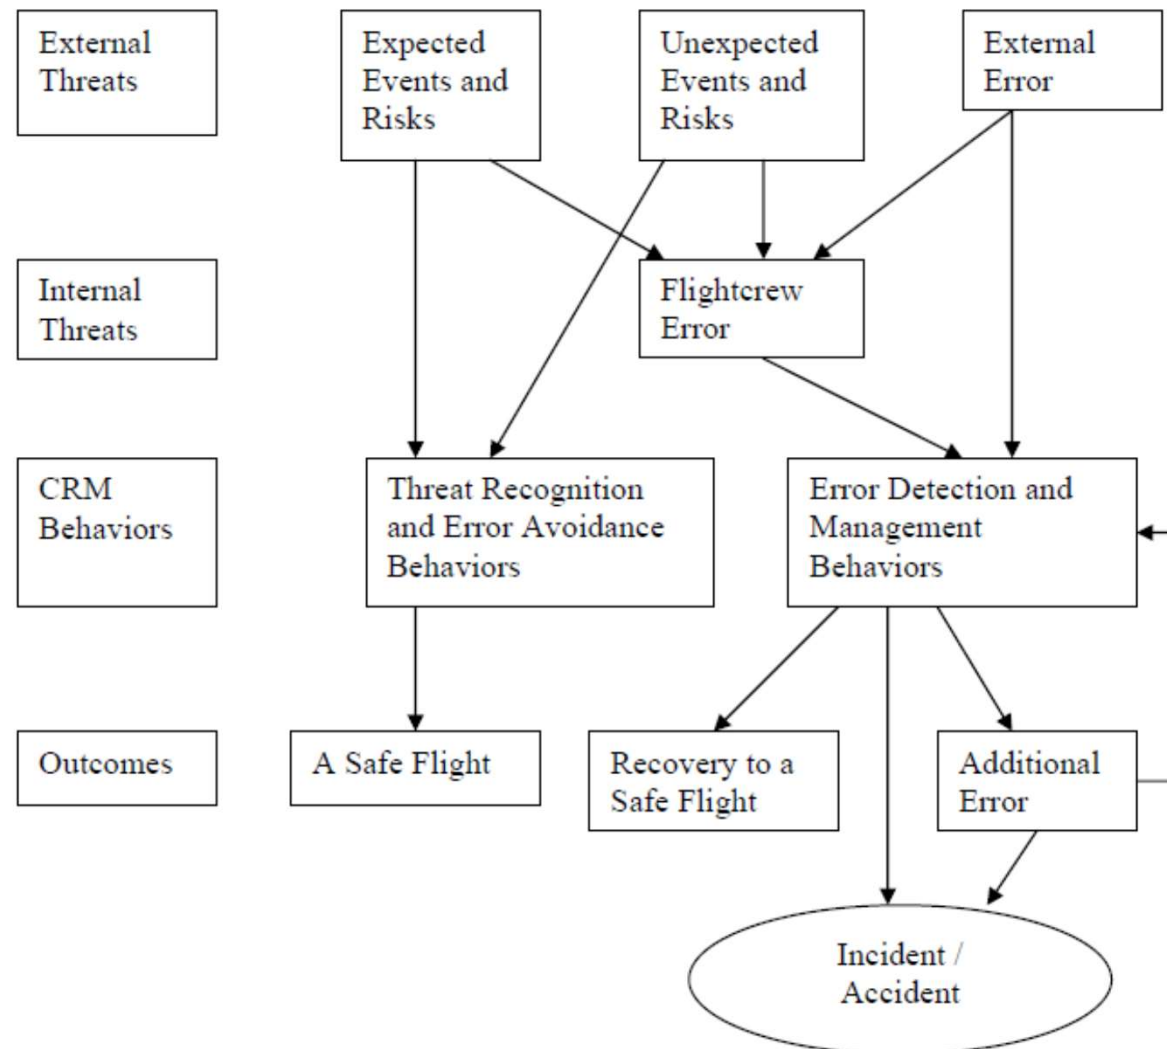 External
Threats
Expected
Events and
Risks
Unexpected
Events and
Risks
External
Error
Internal
Threats
Flightcrew
Error
CRM
Behaviors
Threat Recognition
and Error Avoidance
Behaviors
Error Detection and
Management
Behaviors
Outcomes
A Safe Flight
Recovery to a
Safe Flight
Additional
Error
Incident /
Accident